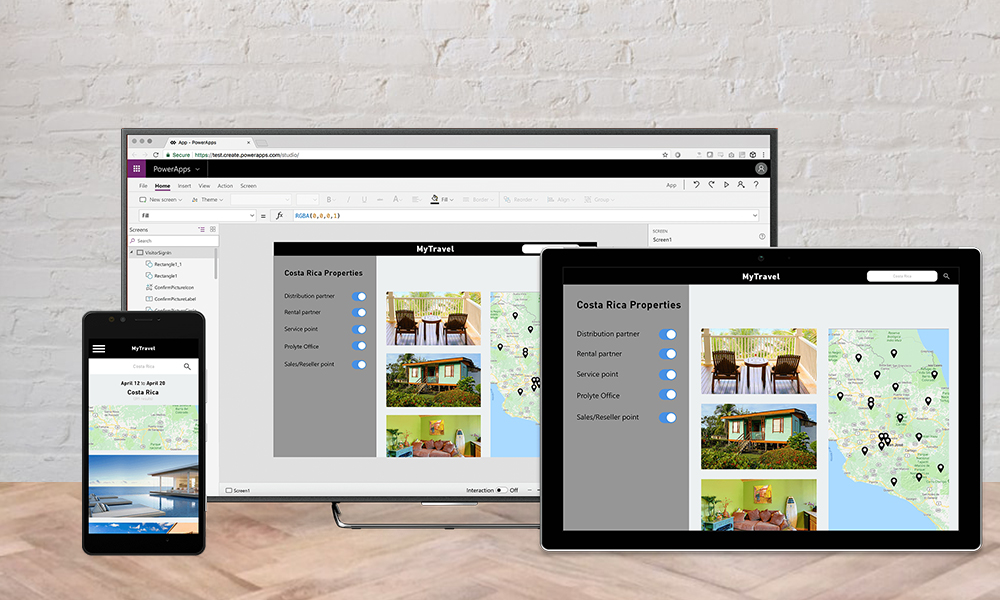 App - PowerApps
Secure https://test.create.powerapps.com/studio/
PowerApps
File Home Insert View Action Screen
App
New screen Theme B I U A Fill Border Reorder Align Group
Fill = fx RGBA(0,0,0,1)
Screens
Search
VisitorSignIn
Rectangle1_1
Rectangle1
ConfirmPictureIcon
ConfirmPictureLabel
SCREEN
Screen1
MyTravel
Costa Rica Properties
Distribution partner
Rental partner
Service point
Prolyte Office
Sales/Reseller point
Screen1
Interaction Off
MyTravel
Costa Rica
Costa Rica Properties
Distribution partner
Rental partner
Service point
Prolyte Office
Sales/Reseller point
MyTravel
Costa Rica
April 12 to April 20
Costa Rica